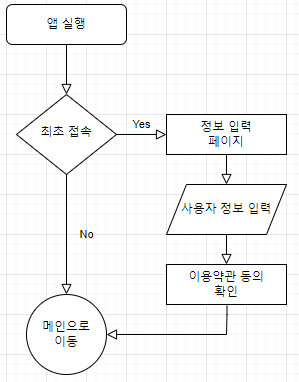 앱 실행
최초 접속
Yes
정보 입력
페이지
사용자 정보 입력
이용약관 동의
확인
No
메인으로
이동